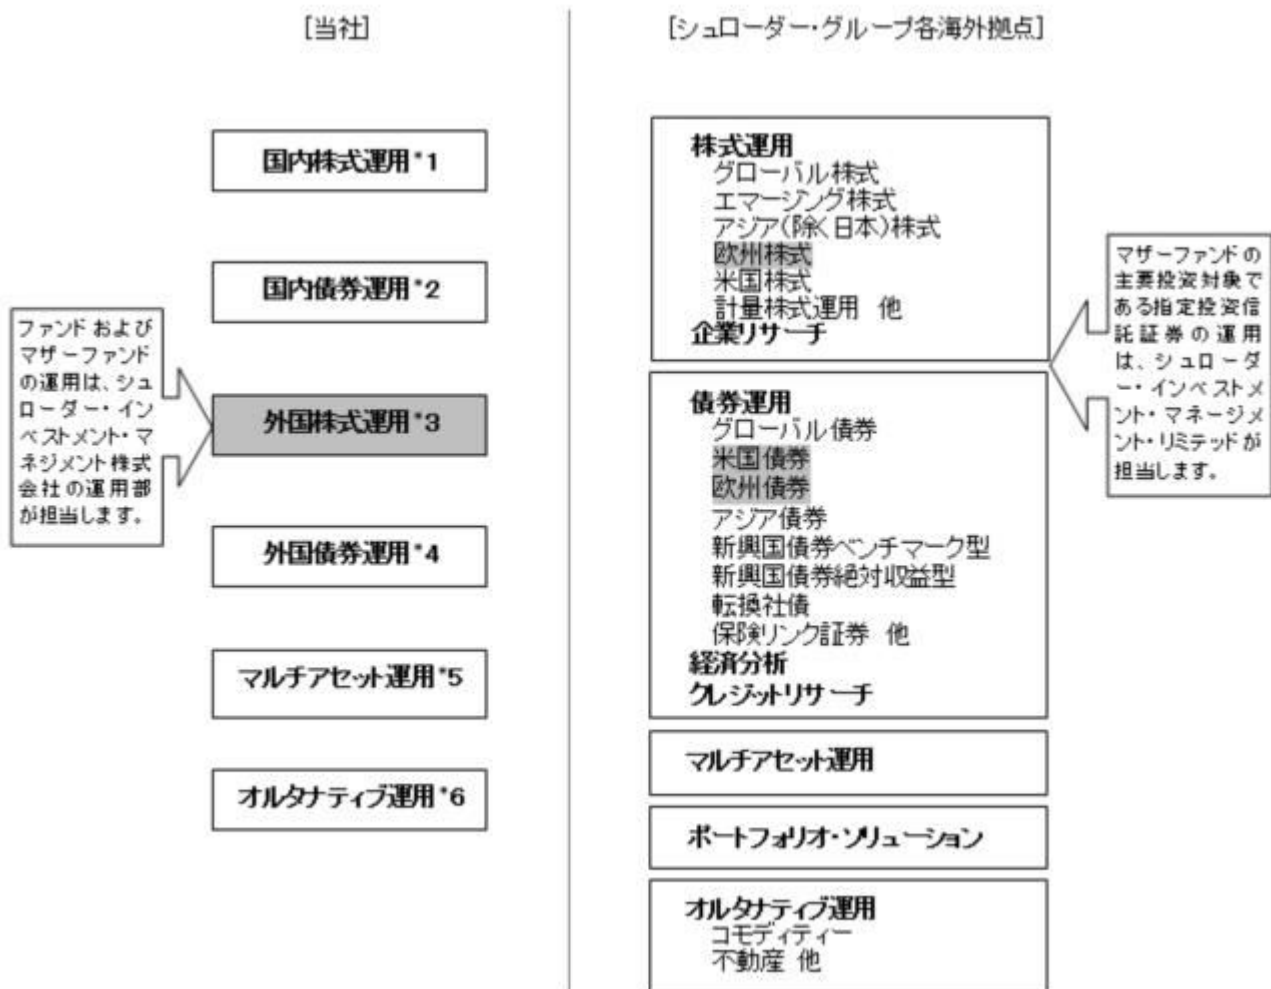 [当社]
国内株式運用*1
国内債券運用*2
ファンドおよび
マザーファンド
の運用は、シュ
ローダー・イン
ベストメント・マ
ネジメント株式
会社の運用部
が担当します。
外国株式運用*3
外国債券運用*4
マルチアセット運用*5
オルタナティブ運用*6
[シュローダー・グループ各海外拠点]
株式運用
グローバル株式
エマージング株式
アジア(除く日本)株式
欧州株式
米国株式
計量株式運用 他
企業リサーチ
マザーファンドの
主要投資対象で
ある指定投資信
託証券の運用
は、シュローダ
ー・インベストメ
ント・マネージメ
ント・リミテッドが
担当します。
債券運用
グローバル債券
米国債券
欧州債券
アジア債券
新興国債券ベンチマーク型
新興国債券絶対収益型
転換社債
保険リンク証券 他
経済分析
クレジットリサーチ
マルチアセット運用
ポートフォリオ・ソリューション
オルタナティブ運用
コモディティー
不動産 他